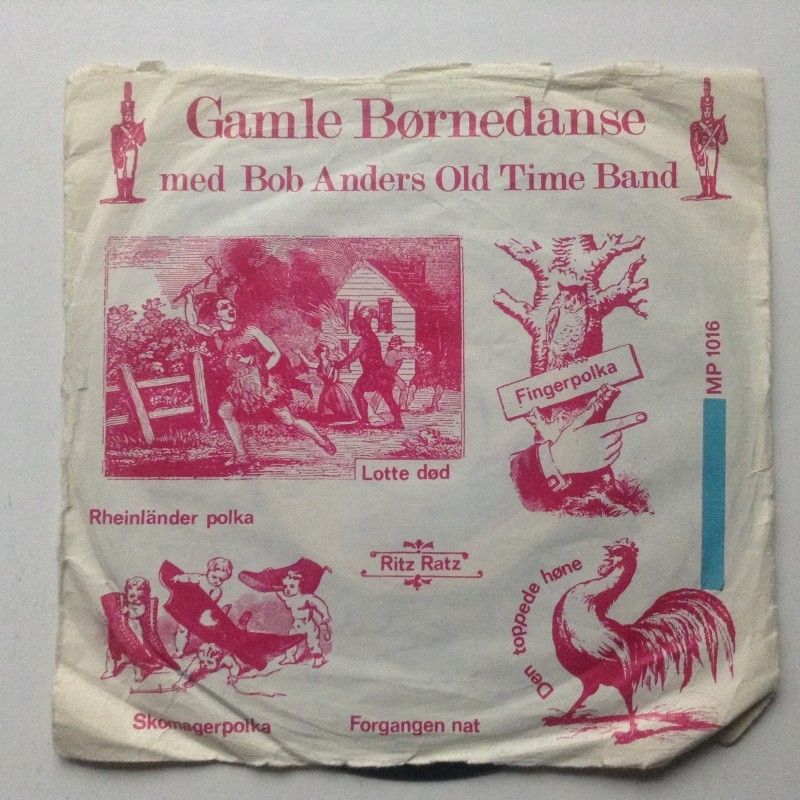 Gamle Børnedanse
med Bob Anders Old Time Band
Fingerpolka
MP 1016
Lotte død
Rheinländer polka
Ritz Ratz
Den toppede høne
Skomagerpolka
Forgangen nat